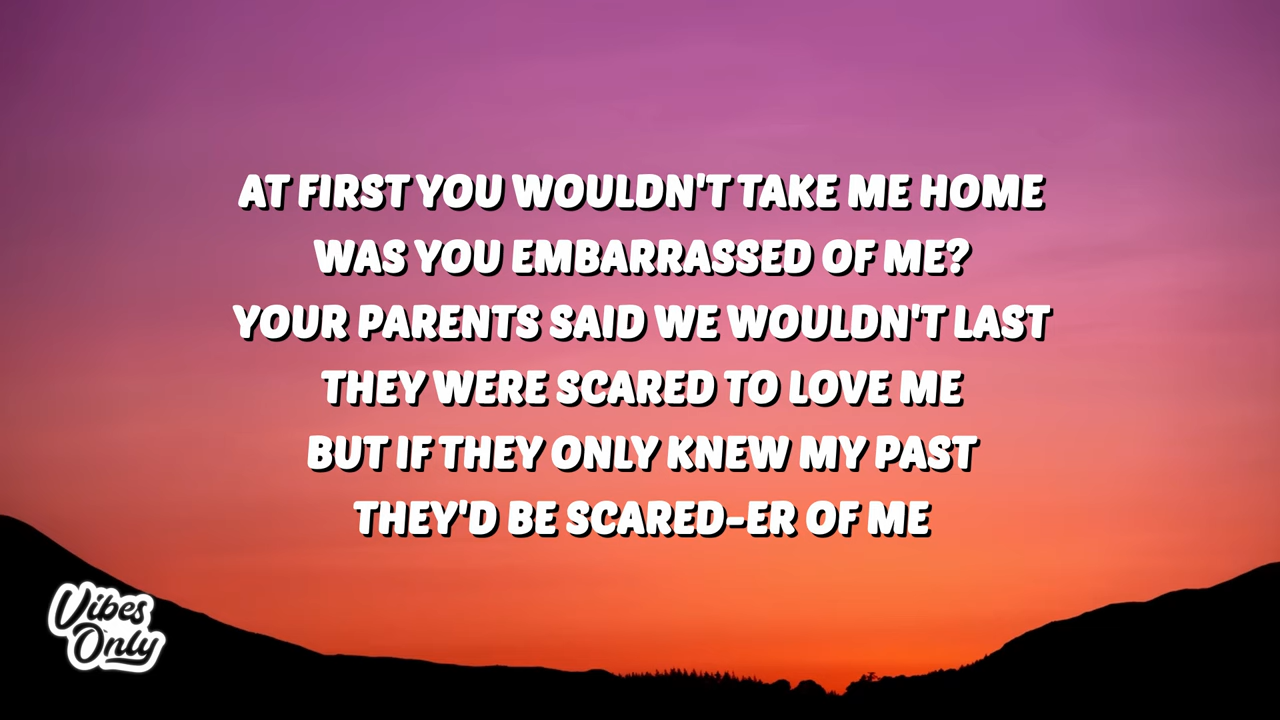 AT FIRST YOU WOULDN'T TAKE ME HOME
WAS YOU EMBARRASSED OF ME?
YOUR PARENTS SAID WE WOULDN'T LAST
THEY WERE SCARED TO LOVE ME
BUT IF THEY ONLY KNEW MY PAST
THEY'D BE SCARED-ER OF ME
Vibes
Only